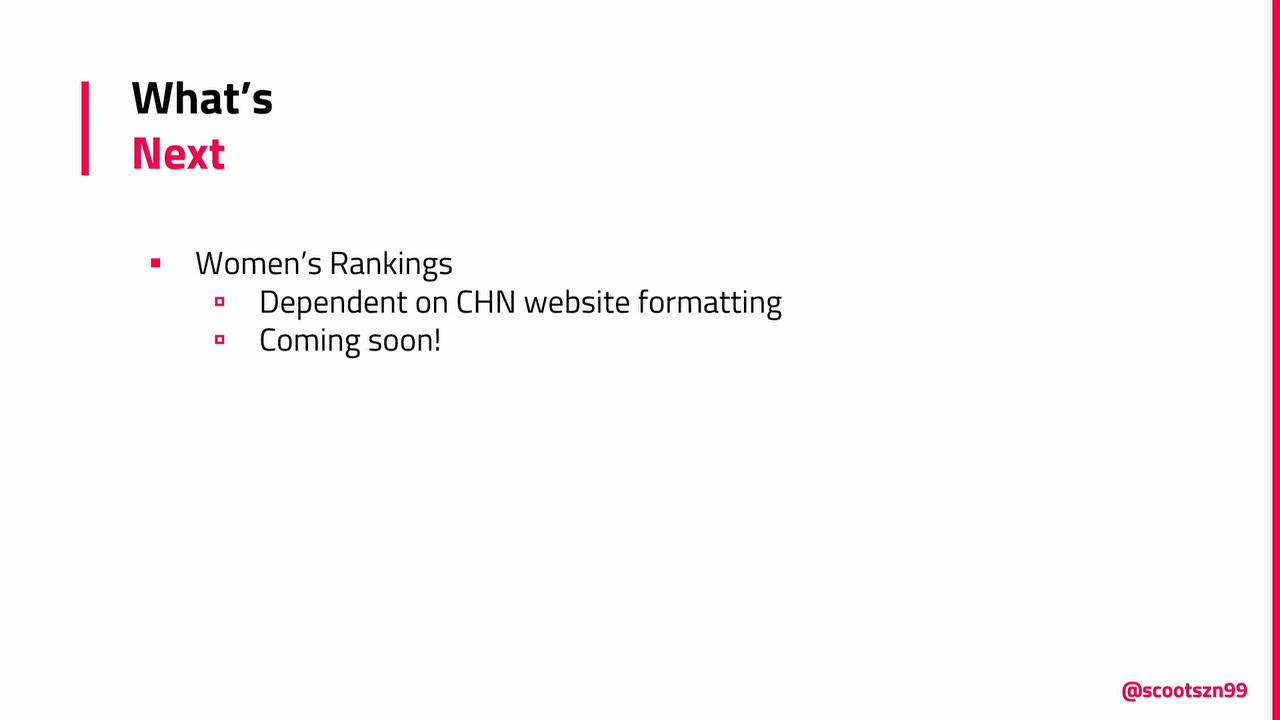 What’s
Next
Women’s Rankings
Dependent on CHN website formatting
Coming soon!
@scootszn99